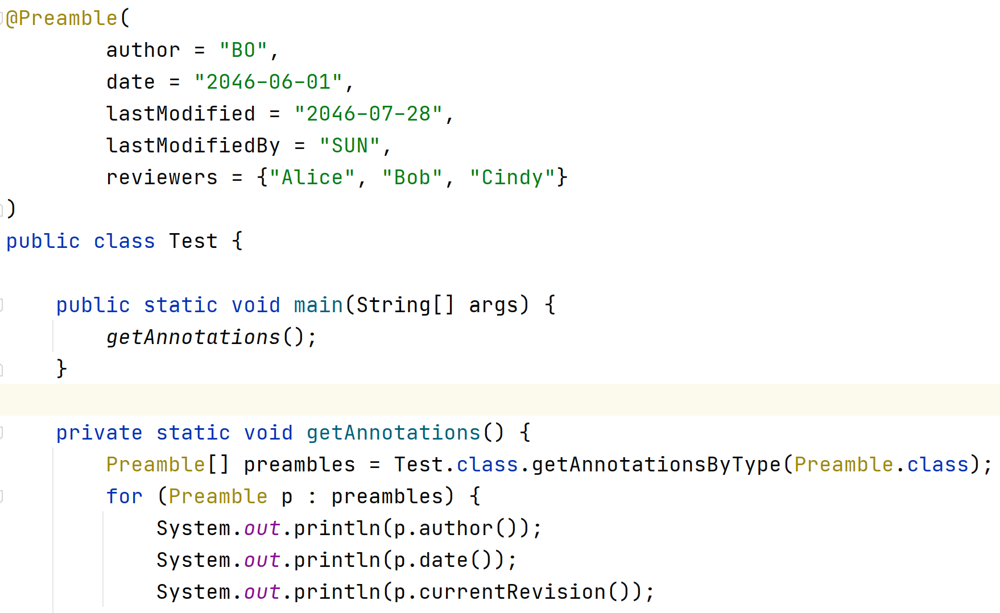 @Preamble(
        author = "BO",
        date = "2046-06-01",
        lastModified = "2046-07-28",
        lastModifiedBy = "SUN",
        reviewers = {"Alice", "Bob", "Cindy"}
)
public class Test {

    public static void main(String[] args) {
        getAnnotations();
    }

    private static void getAnnotations() {
        Preamble[] preambles = Test.class.getAnnotationsByType(Preamble.class);
        for (Preamble p : preambles) {
            System.out.println(p.author());
            System.out.println(p.date());
            System.out.println(p.currentRevision());